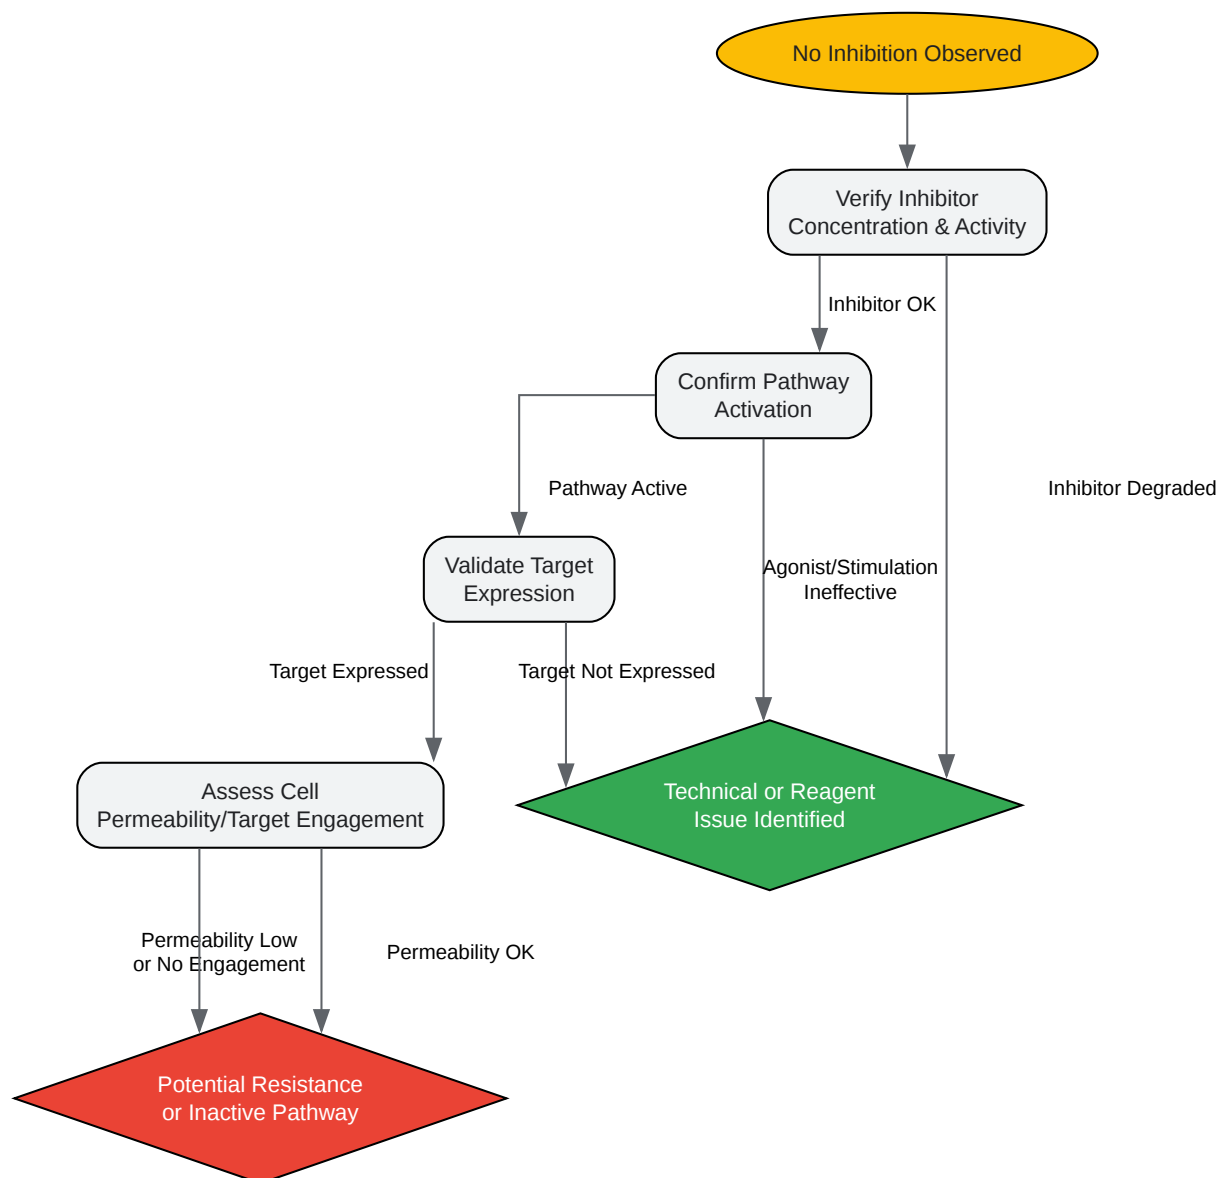 No Inhibition Observed
Verify Inhibitor
Concentration & Activity
Inhibitor OK
Confirm Pathway
Activation
Pathway Active
Inhibitor Degraded
Validate Target
Expression
Agonist/Stimulation
Ineffective
Target Expressed
Target Not Expressed
Assess Cell
Permeability/Target Engagement
Technical or Reagent
Issue Identified
Permeability Low
or No Engagement
Permeability OK
Potential Resistance
or Inactive Pathway